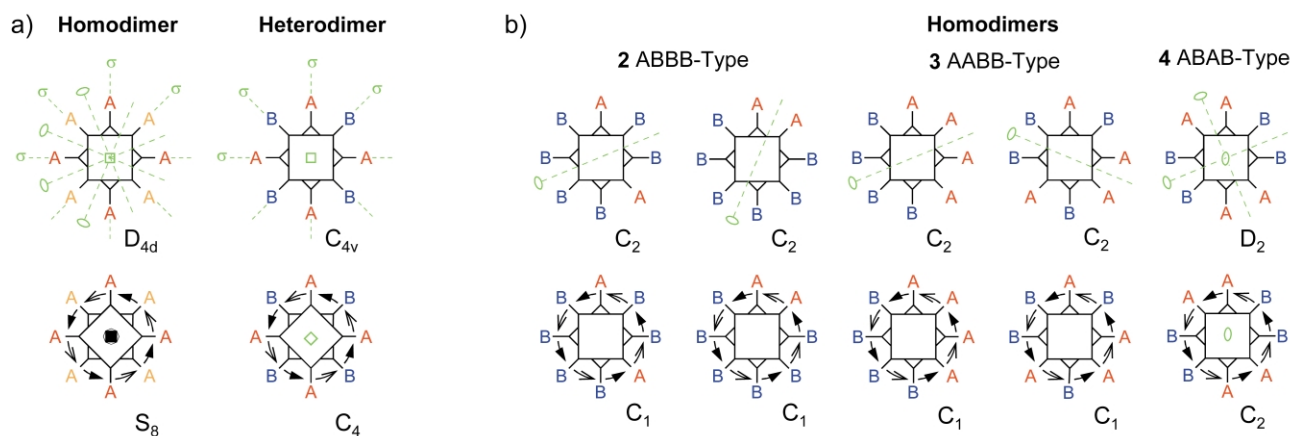 a)
Homodimer
σ
σ σ
A
A A
σ A A
A A
A
D4d
A
A A
A A
A A
A
S8
Heterodimer
σ
σ σ
A
B B
σ A A
B B
A
C4v
A
B B
A A
B B
A
C4
b)
Homodimers
2 ABBB-Type
3 AABB-Type
4 ABAB-Type
A
B B
B B
B A
B
C2
A
B A
B B
B B
B
C2
A
B A
B A
B A
B
C2
A
B B
B A
A A
B
C2
A
A B
B B
B A
A
D2
A
B B
B B
B A
B
C1
A
B A
B B
B B
B
C1
A
B A
B A
B A
B
C1
A
B B
B A
A A
B
C1
A
A B
B B
B A
A
C2